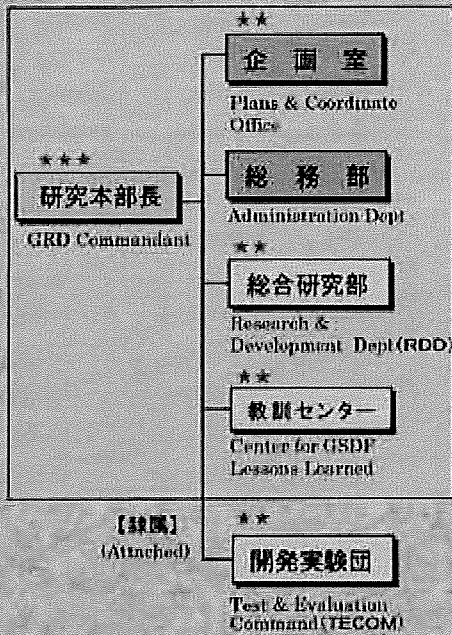 ★★
企画室
Plans & Coordinate
Office
★★★
研究本部長
GRD Commandant
総務部
Administration Dept
★★
総合研究部
Research &
Development Dept(RDD)
★★
教訓センター
Center for GSDF
Lessons Learned
【隷属】
(Attached)
★★
開発実験団
Test & Evaluation
Command(TECOM)